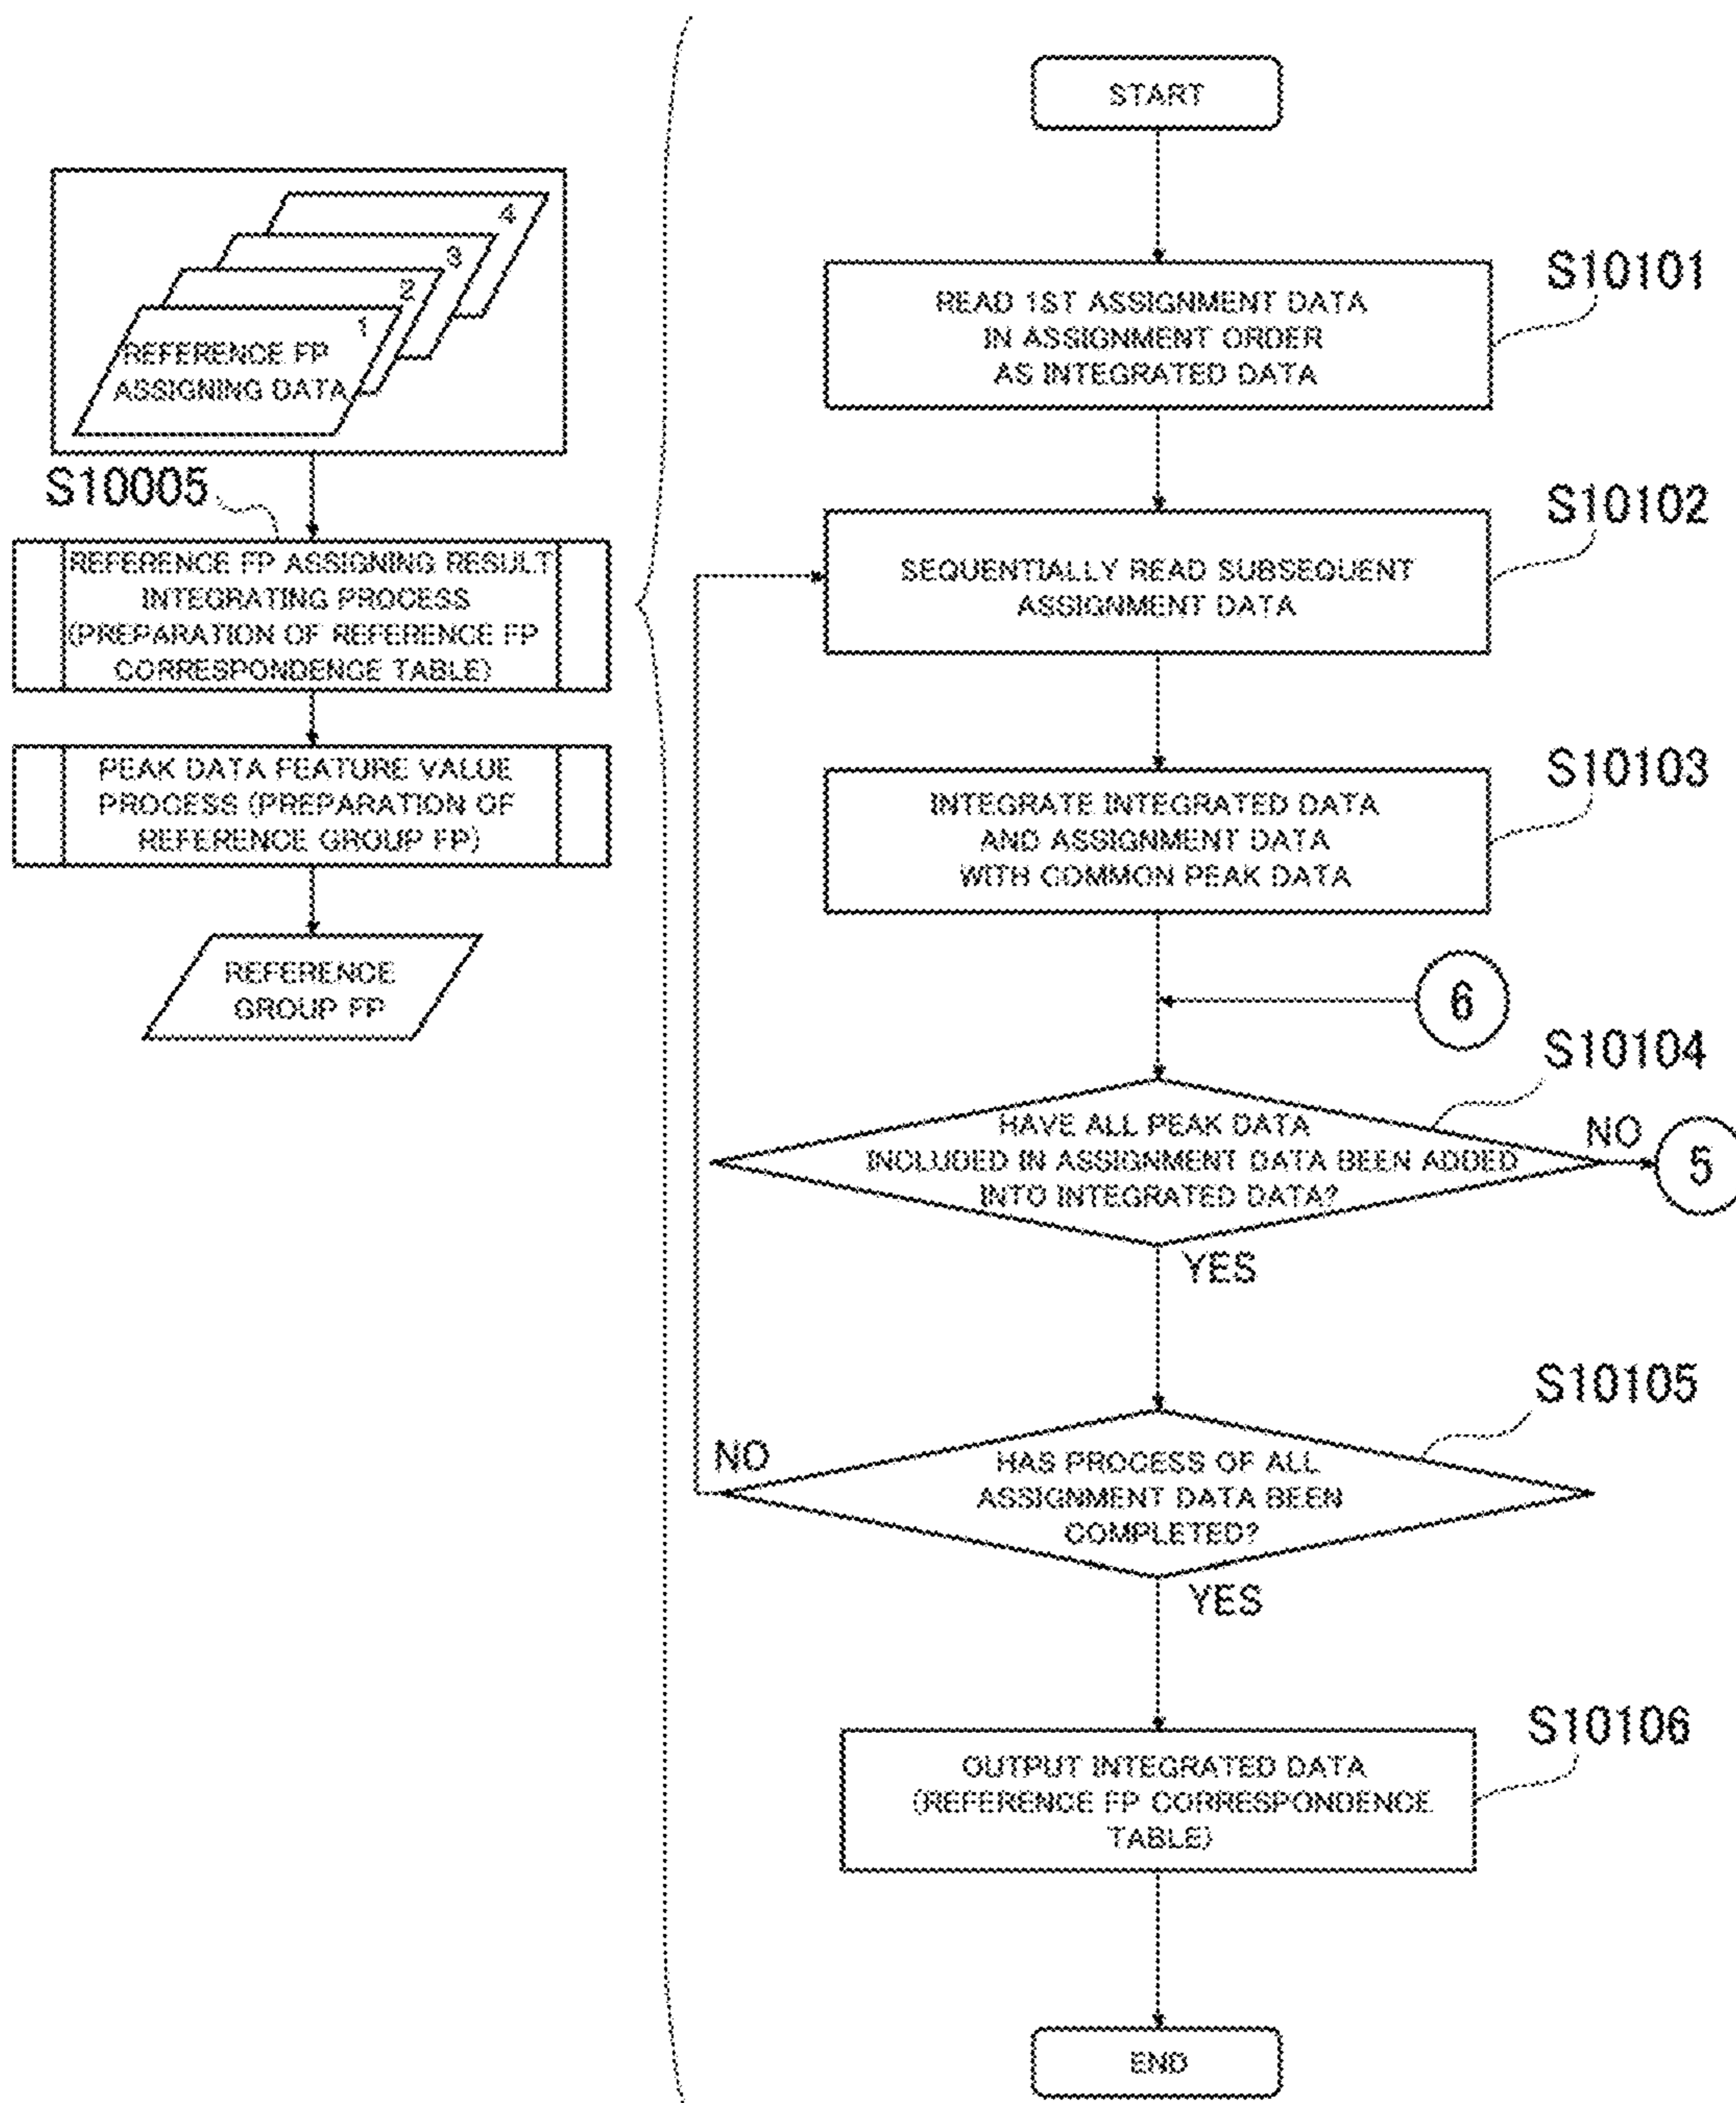 4
3
2
1
REFERENCE FP
ASSIGNING DATA
S10005
REFERENCE FP ASSIGNING RESULT
INTEGRATING PROCESS
(PREPARATION OF REFERENCE FP
CORRESPONDENCE TABLE)
PEAK DATA FEATURE VALUE
PROCESS (PREPARATION OF
REFERENCE GROUP FP)
REFERENCE
GROUP FP
START
S10101
READ 1ST ASSIGNMENT DATA
IN ASSIGNMENT ORDER
AS INTEGRATED DATA
S10102
SEQUENTIALLY READ SUBSEQUENT
ASSIGNMENT DATA
S10103
INTEGRATE INTEGRATED DATA
AND ASSIGNMENT DATA
WITH COMMON PEAK DATA
6
S10104
HAVE ALL PEAK DATA
INCLUDED IN ASSIGNMENT DATA BEEN ADDED
INTO INTEGRATED DATA?
NO
5
YES
S10105
NO
HAS PROCESS OF ALL
ASSIGNMENT DATA BEEN
COMPLETED?
YES
S10106
OUTPUT INTEGRATED DATA
(REFERENCE FP CORRESPONDENCE
TABLE)
END